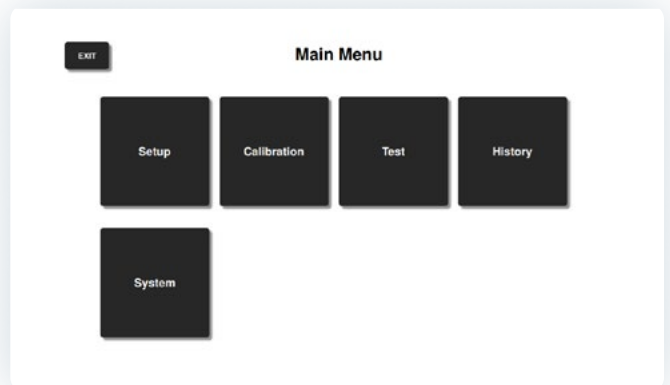 EXIT
Main Menu
Setup
Calibration
Test
History
System